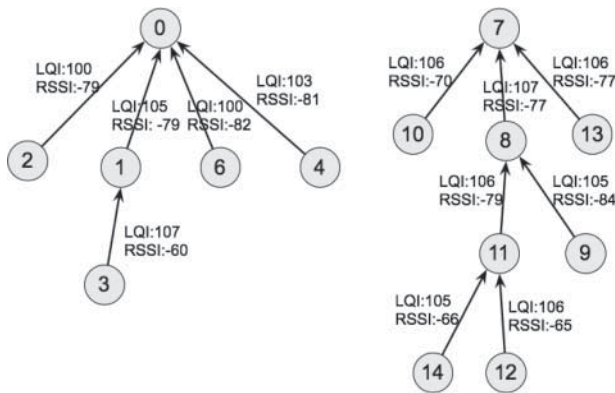 0
7
LQI:100
RSSI:-79
LQI:105
RSSI: -79
LQI:100
RSSI:-82
LQI:103
RSSI:-81
LQI:106
RSSI:-70
LQI:107
RSSI:-77
LQI:106
RSSI:-77
2
1
6
4
10
8
13
LQI:107
RSSI:-60
LQI:106
RSSI:-79
LQI:105
RSSI:-84
3
11
9
LQI:105
RSSI:-66
LQI:106
RSSI:-65
14
12